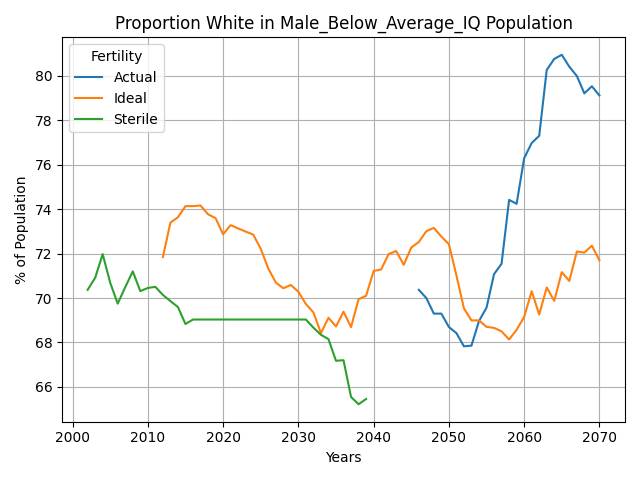 Proportion White in Male_Below_Average_IQ Population
Fertility
Actual
Ideal
Sterile
% of Population
80
78
76
74
72
70
68
66
2000 2010 2020 2030 2040 2050 2060 2070
Years